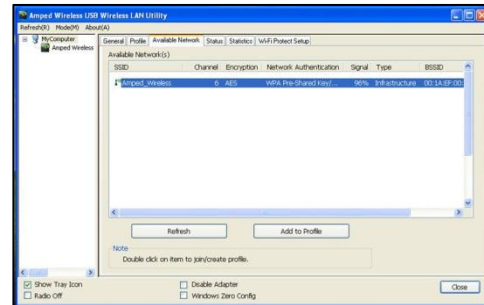 Amped Wireless USB Wireless LAN Utility
Refresh(R) Mode(M) About(A)
MyComputer
Amped Wireless
General Profile Available Network Status Statistics Wi-Fi Protect Setup
Available Network(s)
SSID Channel Encryption Network Authentication Signal Type BSSID
Amped_Wireless 6 AES WPA Pre-Shared Key/... 96% Infrastructure 00:1A:EF:00:
Refresh Add to Profile
Note
Double click on item to join/create profile.
Show Tray Icon Disable Adapter
Radio Off Windows Zero Config
Close